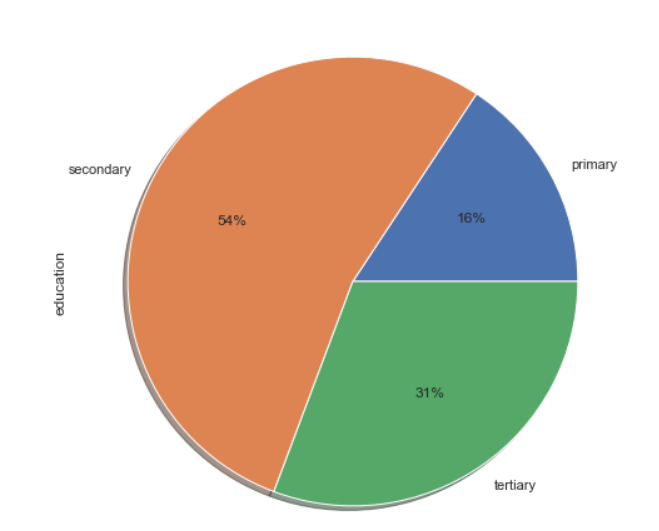 primary
secondary
16%
54%
education
31%
tertiary